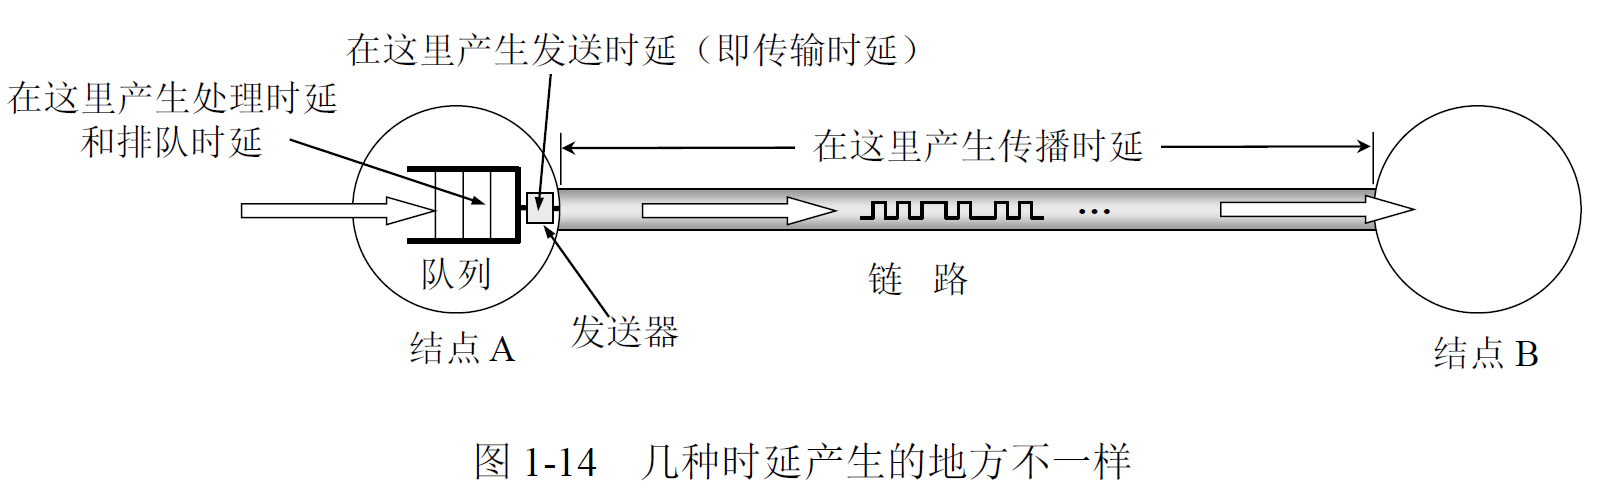 在这里产生发送时延（即传输时延）
在这里产生处理时延
和排队时延
在这里产生传播时延
…
队列
链 路
发送器
结点 A
结点 B
图 1-14 几种时延产生的地方不一样